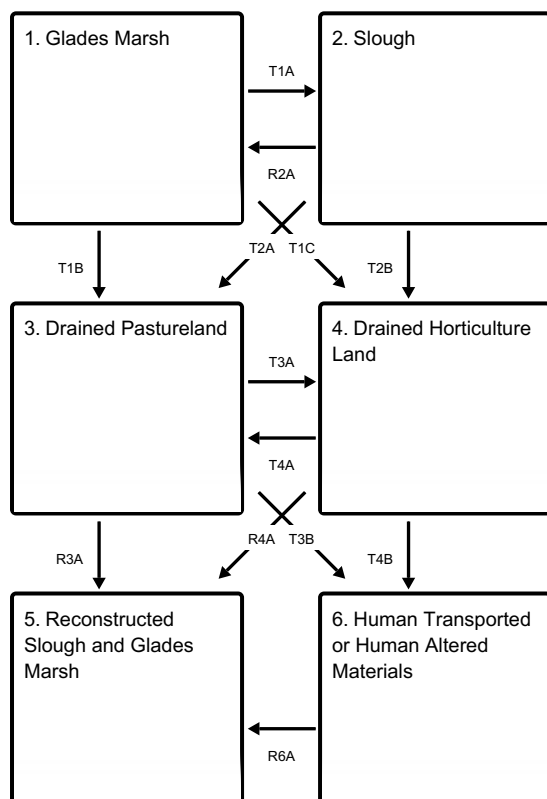 1. Glades Marsh
2. Slough
T1A
R2A
T2A
T1C
T1B
T2B
3. Drained Pastureland
4. Drained Horticulture
Land
T3A
T4A
R4A
T3B
R3A
T4B
5. Reconstructed
Slough and Glades
Marsh
6. Human Transported
or Human Altered
Materials
R6A